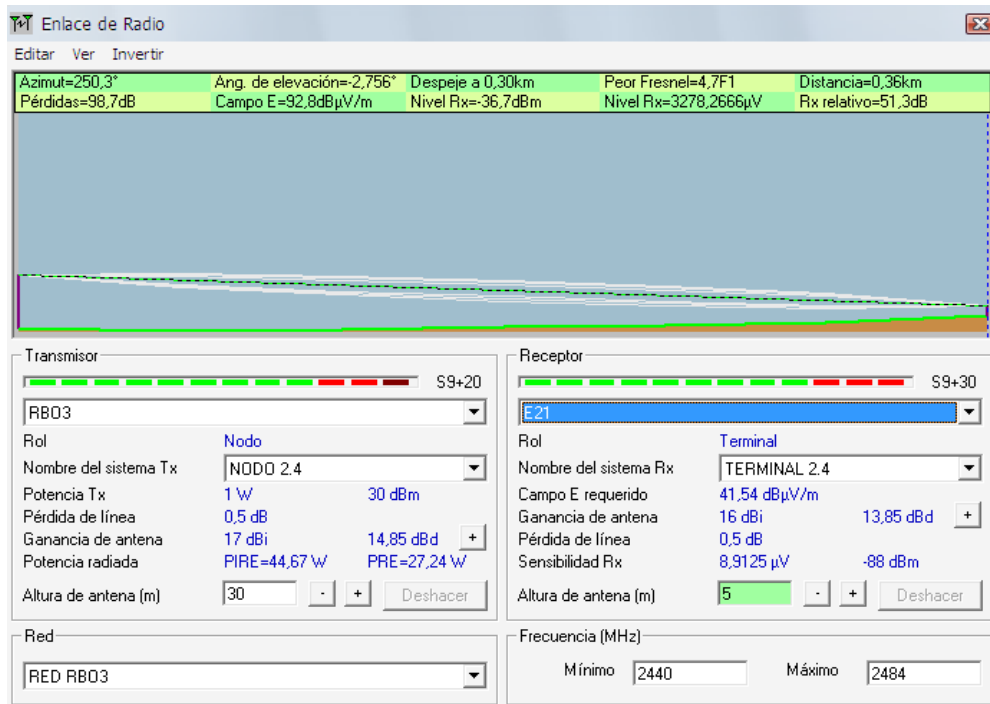 Enlace de Radio
Editar Ver Invertir
Azimut=250,3° Ang. de elevación=-2,756° Despeje a 0,30km Peor Fresnel=4,7F1 Distancia=0,36km
Pérdidas=98,7dB Campo E=92,8dBµV/m Nivel Rx=-36,7dBm Nivel Rx=3278,2666µV Rx relativo=51,3dB
Transmisor
S9+20
RBO3
Rol Nodo
Nombre del sistema Tx NODO 2.4
Potencia Tx 1 W 30 dBm
Pérdida de línea 0,5 dB
Ganancia de antena 17 dBi 14,85 dBd +
Potencia radiada PIRE=44,67 W PRE=27,24 W
Altura de antena (m) 30 - + Deshacer
Red
RED RBO3
Receptor
S9+30
E21
Rol Terminal
Nombre del sistema Rx TERMINAL 2.4
Campo E requerido 41,54 dBµV/m
Ganancia de antena 16 dBi 13,85 dBd +
Pérdida de línea 0,5 dB
Sensibilidad Rx 8,9125 µV -88 dBm
Altura de antena (m) 5 - + Deshacer
Frecuencia (MHz)
Mínimo 2440 Máximo 2484